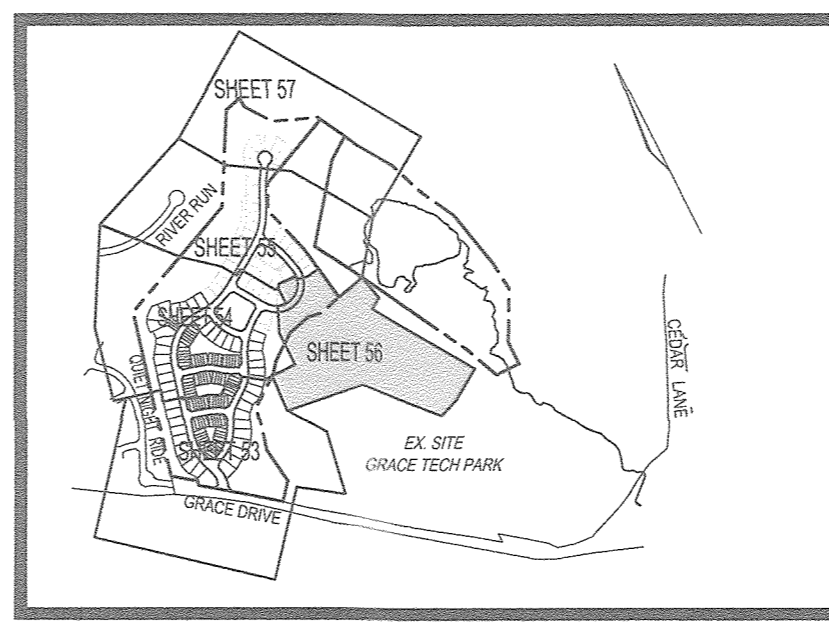 SHEET 57
RIVER RUN
SHEET 55
SHEET 54
SHEET 56
CEDAR LANE
QUIET NIGHT RIDE
EX. SITE
GRACE TECH PARK
SHEET 53
GRACE DRIVE